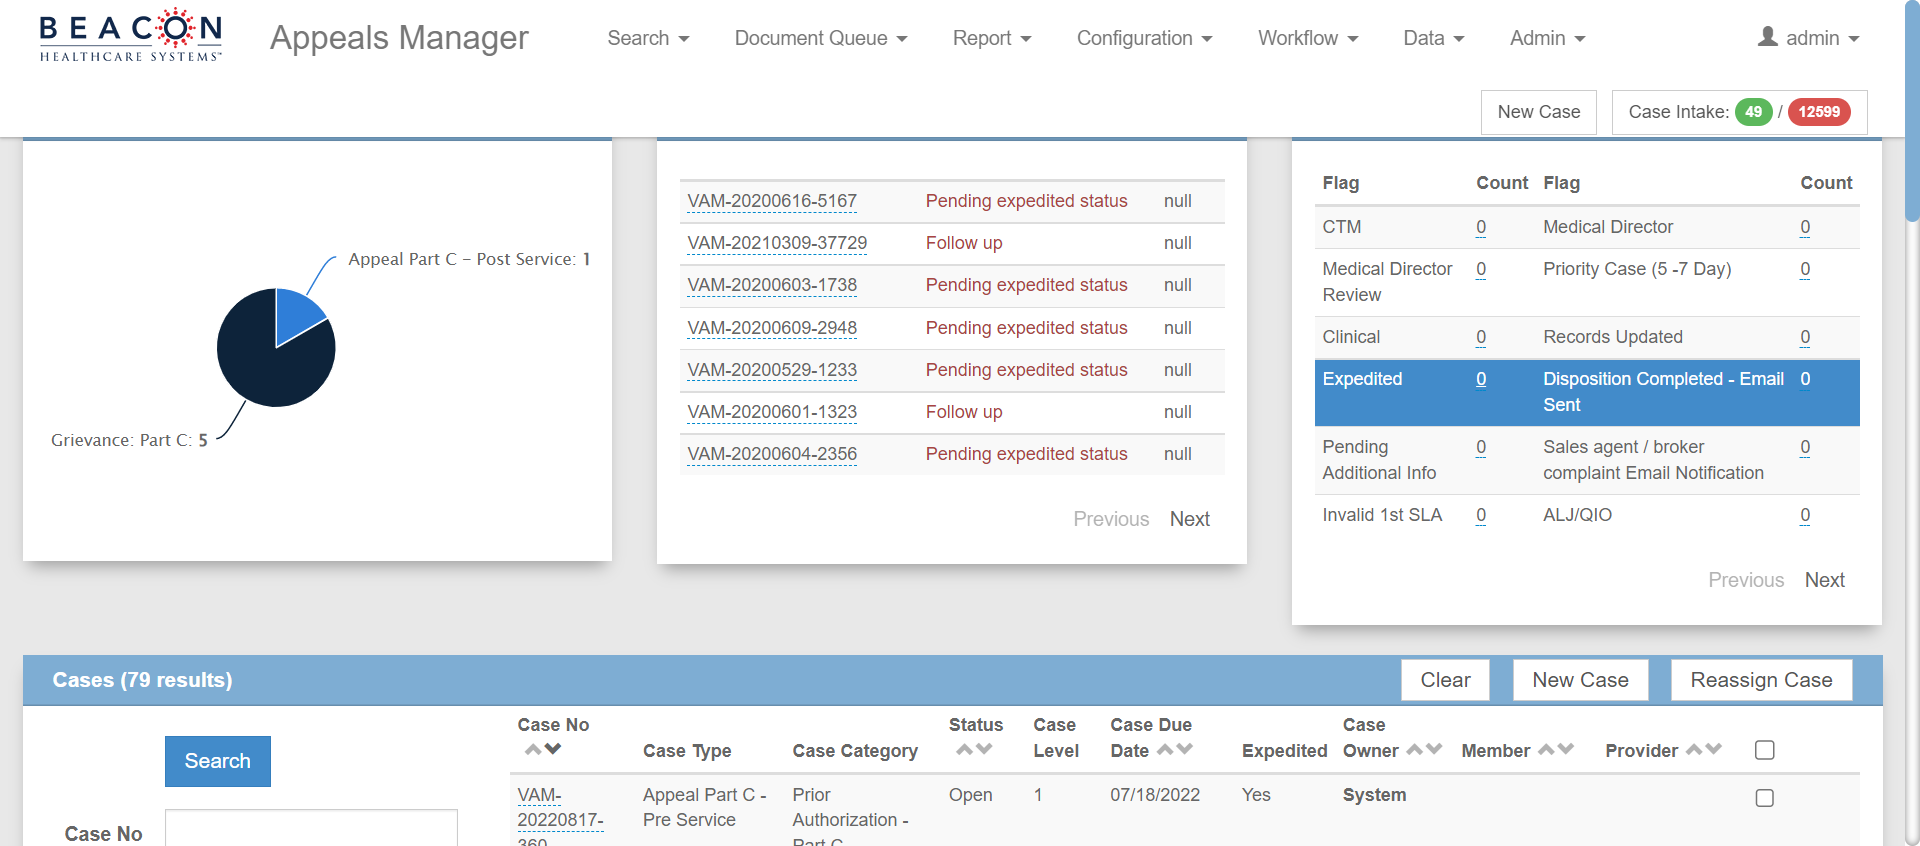 BEACON
HEALTHCARE SYSTEMS™
Appeals Manager
Search
Document Queue
Report
Configuration
Workflow
Data
Admin
admin
New Case
Case Intake: 49 / 12599
Appeal Part C - Post Service: 1
Grievance: Part C: 5
VAM-20200616-5167 Pending expedited status null
VAM-20210309-37729 Follow up null
VAM-20200603-1738 Pending expedited status null
VAM-20200609-2948 Pending expedited status null
VAM-20200529-1233 Pending expedited status null
VAM-20200601-1323 Follow up null
VAM-20200604-2356 Pending expedited status null
Previous Next
Flag Count Flag Count
CTM 0 Medical Director 0
Medical Director 0 Priority Case (5 -7 Day) 0
Review
Clinical 0 Records Updated 0
Expedited 0 Disposition Completed - Email 0
Sent
Pending 0 Sales agent / broker 0
Additional Info complaint Email Notification
Invalid 1st SLA 0 ALJ/QIO 0
Previous Next
Cases (79 results)
Clear
New Case
Reassign Case
Search
Case No
Case No Status Case Case Due Case
Case Type Case Category Level Date Expedited Owner Member Provider
VAM- Appeal Part C - Prior Open 1 07/18/2022 Yes System
20220817- Pre Service Authorization -
360 Part C